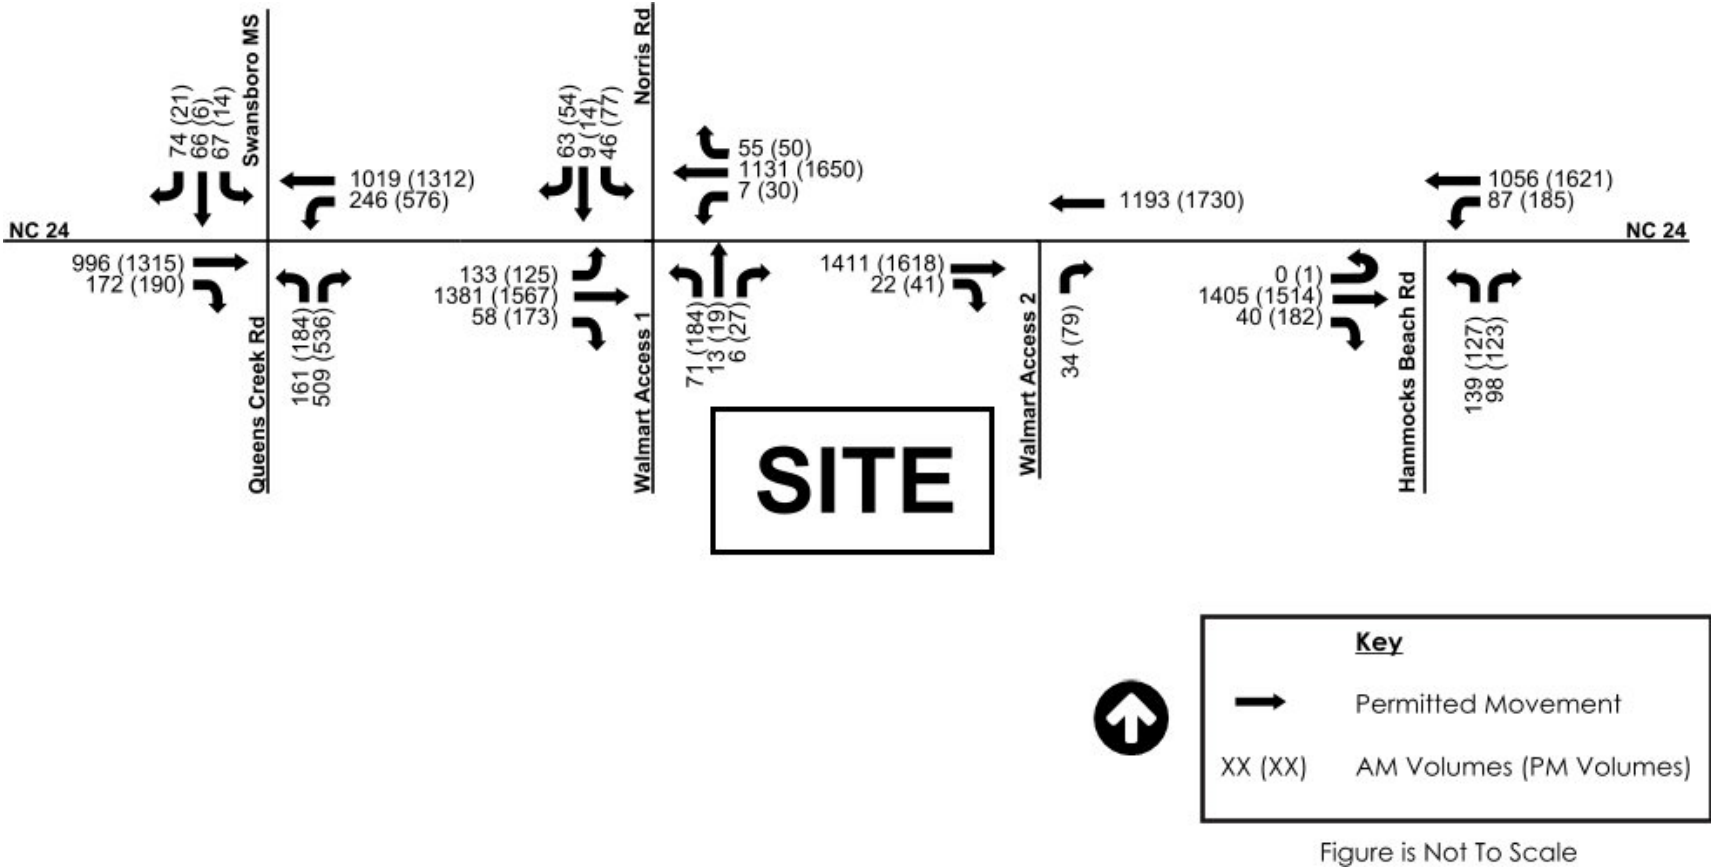 Swansboro MS
Norris Rd
74 (21)
66 (6)
67 (14)
63 (54)
9 (14)
46 (77)
55 (50)
1131 (1650)
7 (30)
1019 (1312)
246 (576)
1193 (1730)
1056 (1621)
87 (185)
NC 24
NC 24
996 (1315)
172 (190)
133 (125)
1381 (1567)
58 (173)
1411 (1618)
22 (41)
0 (1)
1405 (1514)
40 (182)
Queens Creek Rd
161 (184)
509 (536)
Walmart Access 1
71 (184)
13 (19)
6 (27)
Walmart Access 2
34 (79)
Hammocks Beach Rd
139 (127)
98 (123)
SITE
Key
Permitted Movement
XX (XX) AM Volumes (PM Volumes)
Figure is Not To Scale